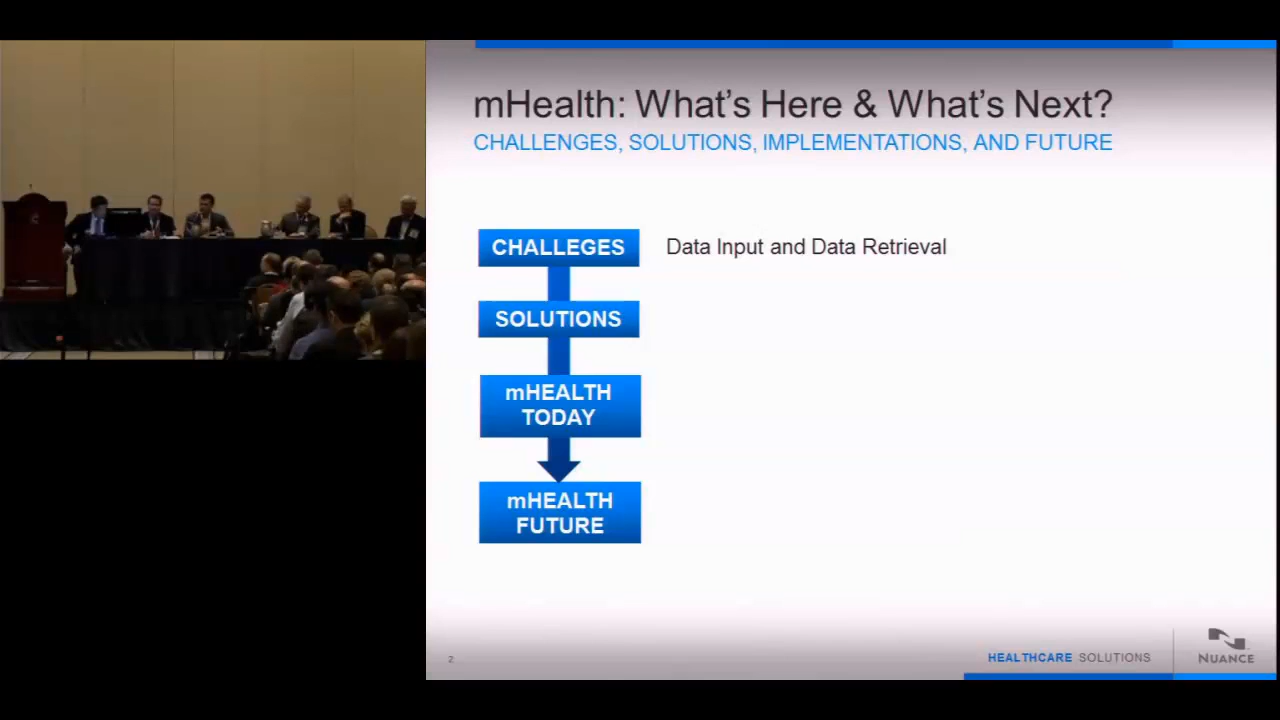 mHealth: What's Here & What's Next?
CHALLENGES, SOLUTIONS, IMPLEMENTATIONS, AND FUTURE
CHALLEGES
Data Input and Data Retrieval
SOLUTIONS
mHEALTH
TODAY
mHEALTH
FUTURE
2
HEALTHCARE SOLUTIONS
NUANCE